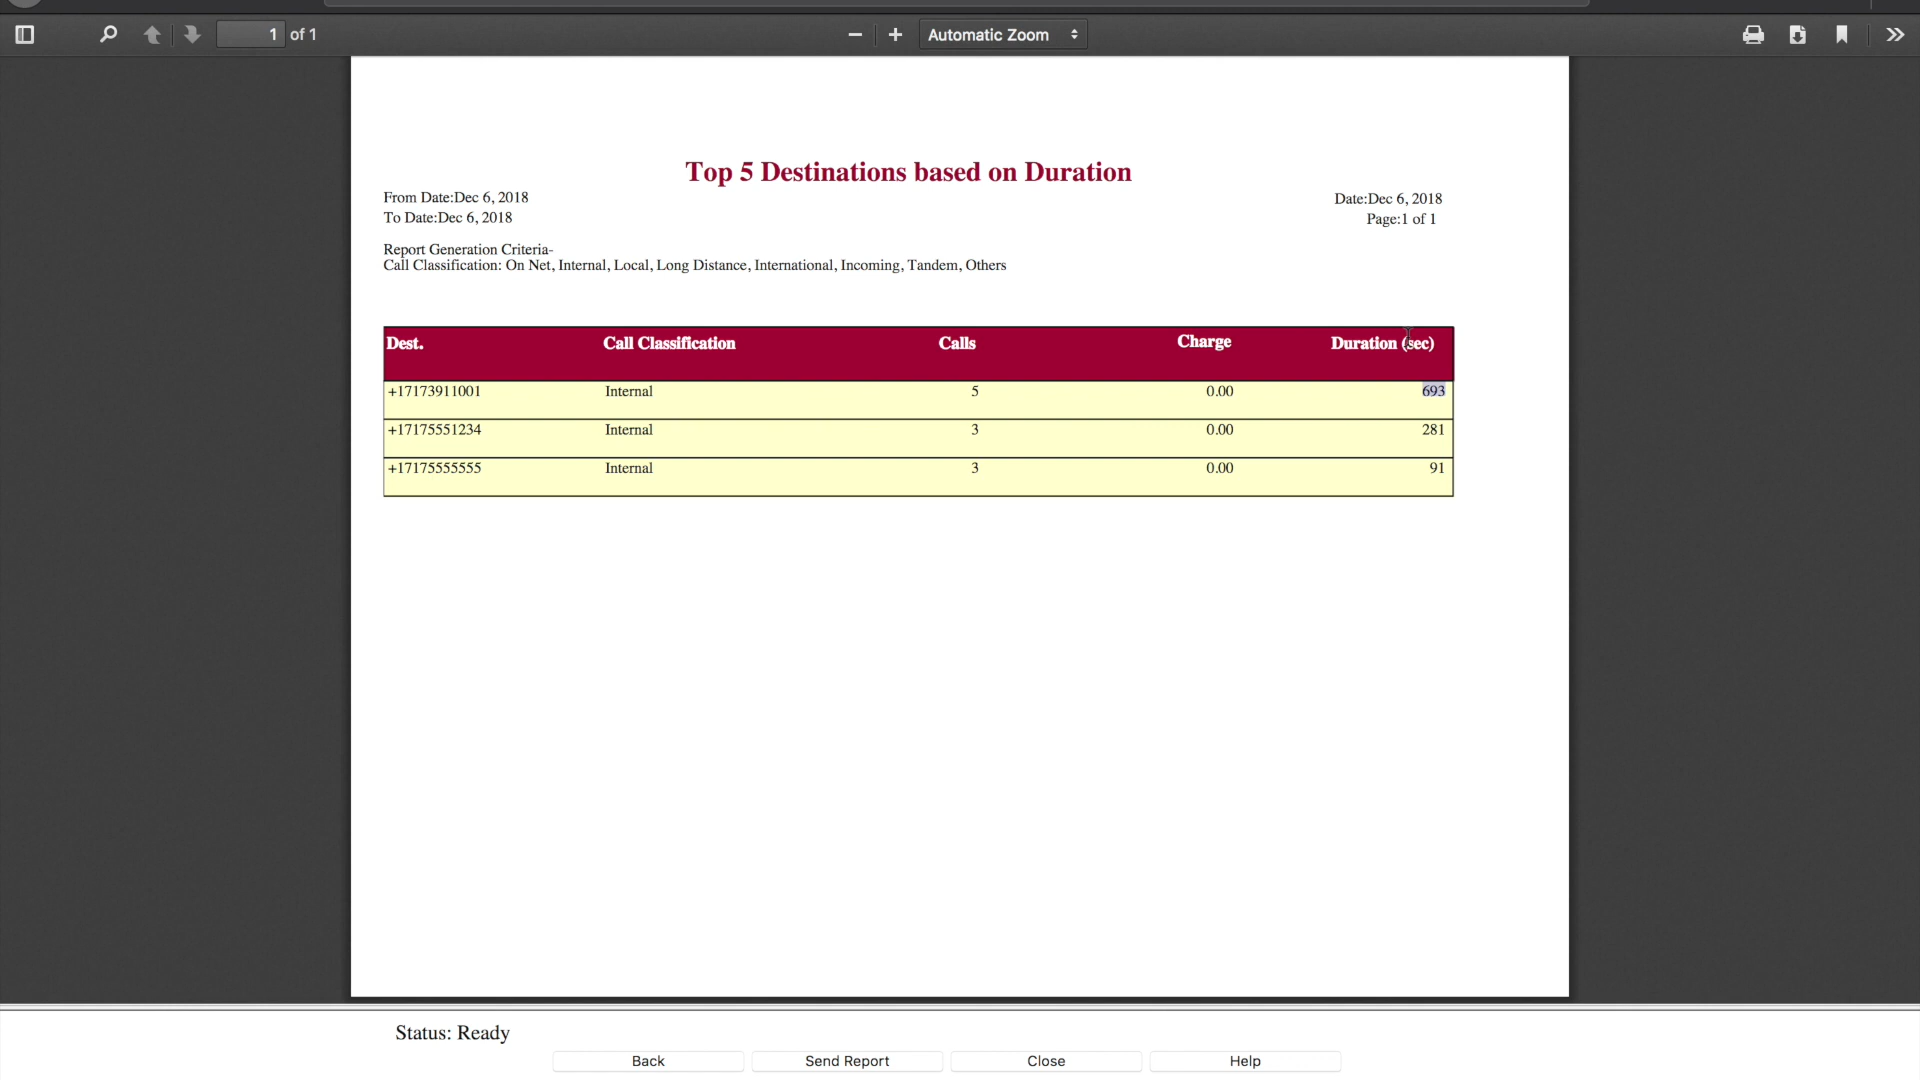 1 of 1 Automatic Zoom
Top 5 Destinations based on Duration
From Date:Dec 6, 2018 Date:Dec 6, 2018
To Date:Dec 6, 2018 Page:1 of 1
Report Generation Criteria-
Call Classification: On Net, Internal, Local, Long Distance, International, Incoming, Tandem, Others
Dest. Call Classification Calls Charge Duration (sec)
+17173911001 Internal 5 0.00 693
+17175551234 Internal 3 0.00 281
+17175555555 Internal 3 0.00 91
Status: Ready
Back Send Report Close Help